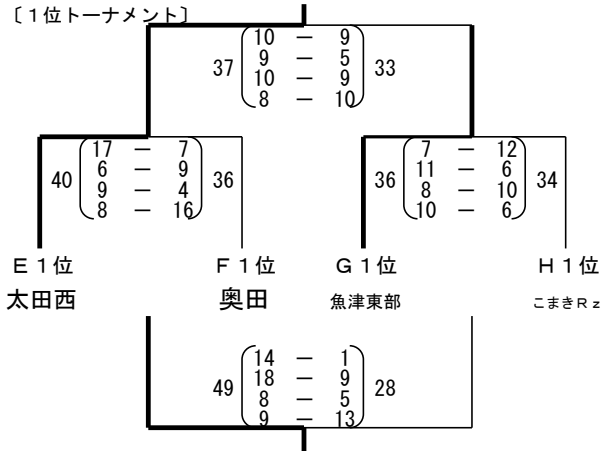 〔１位トーナメント〕
10 － 9
9 － 5
37 33
10 － 9
8 － 10
17 － 7
6 － 9
40 36
9 － 4
8 － 16
7 － 12
11 － 6
36 34
8 － 10
10 － 6
Ｅ１位 Ｆ１位 Ｇ１位 Ｈ１位
太田西 奥田 魚津東部 こまきＲｚ
14 － 1
18 － 9
49 28
8 － 5
9 － 13